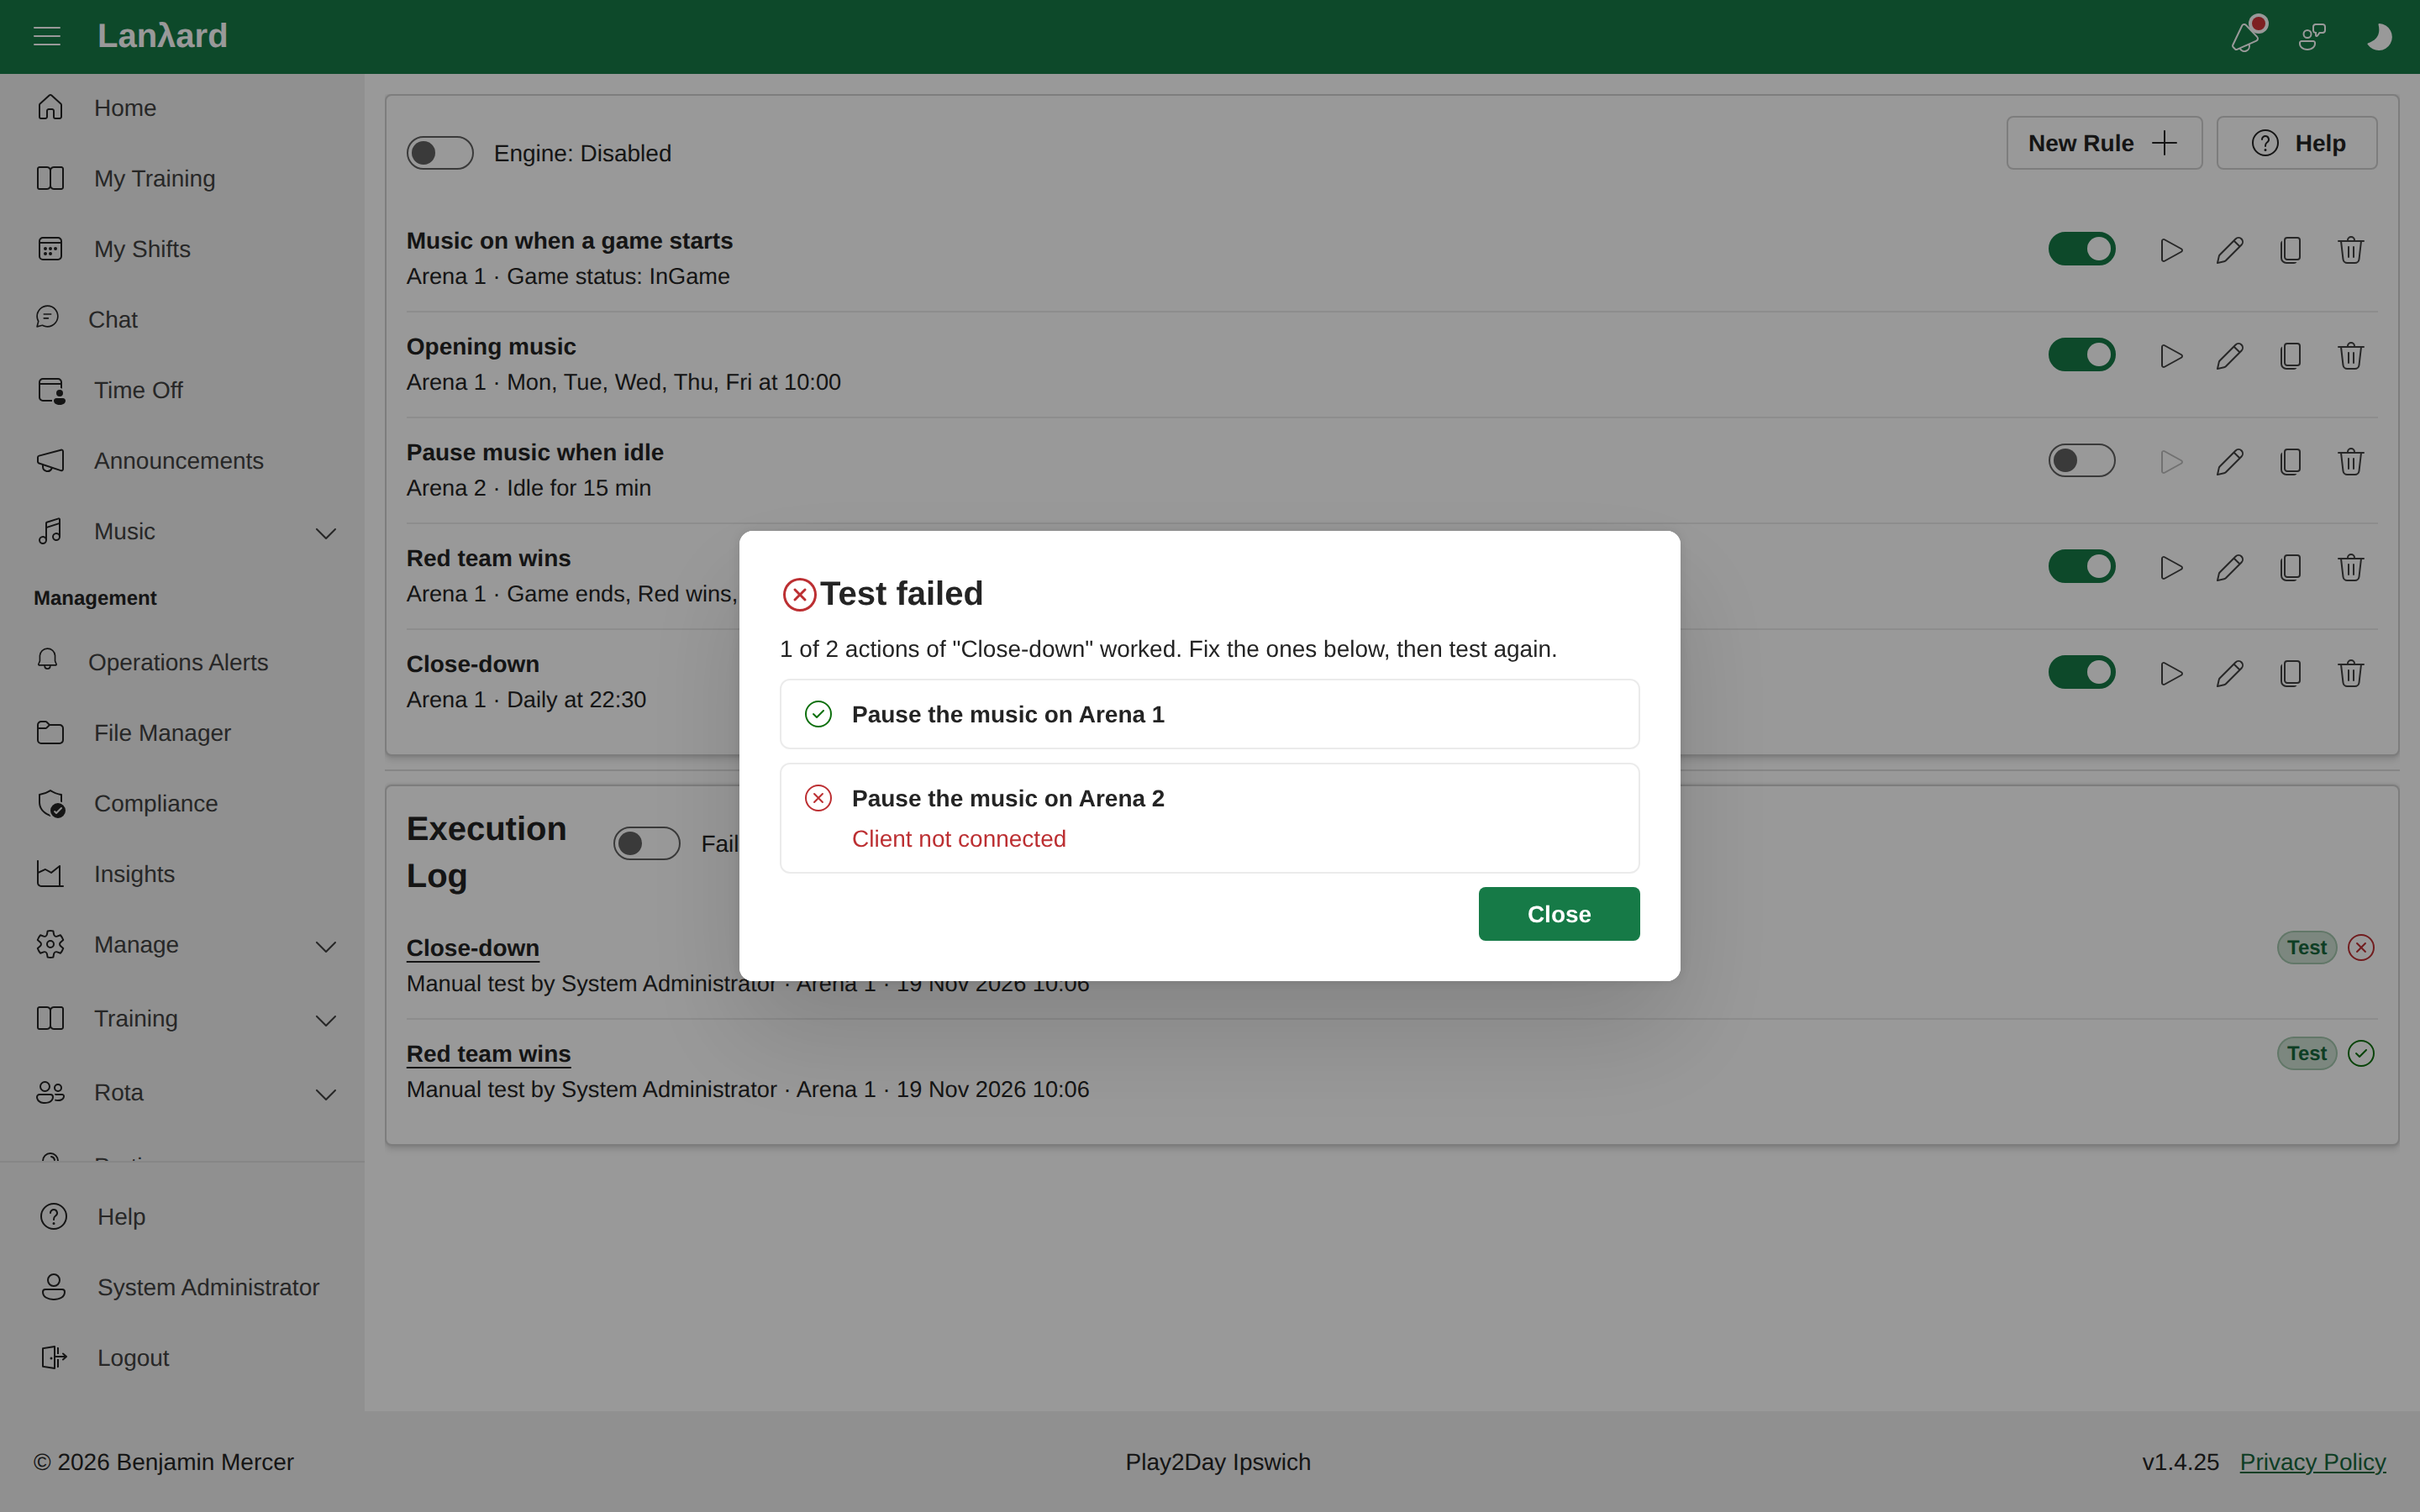 Lanλard
Home
My Training
My Shifts
Chat
Time Off
Announcements
Music
Management
Operations Alerts
File Manager
Compliance
Insights
Manage
Training
Rota
Help
System Administrator
Logout
Engine: Disabled
New Rule
Help
Music on when a game starts
Arena 1 · Game status: InGame
Opening music
Arena 1 · Mon, Tue, Wed, Thu, Fri at 10:00
Pause music when idle
Arena 2 · Idle for 15 min
Red team wins
Arena 1 · Game ends, Red wins,
Close-down
Arena 1 · Daily at 22:30
Test failed
1 of 2 actions of "Close-down" worked. Fix the ones below, then test again.
Pause the music on Arena 1
Pause the music on Arena 2
Client not connected
Close
Execution
Log
Fail
Close-down
Manual test by System Administrator · Arena 1 · 19 Nov 2026 10:06
Test
Red team wins
Manual test by System Administrator · Arena 1 · 19 Nov 2026 10:06
Test
© 2026 Benjamin Mercer
Play2Day Ipswich
v1.4.25 Privacy Policy